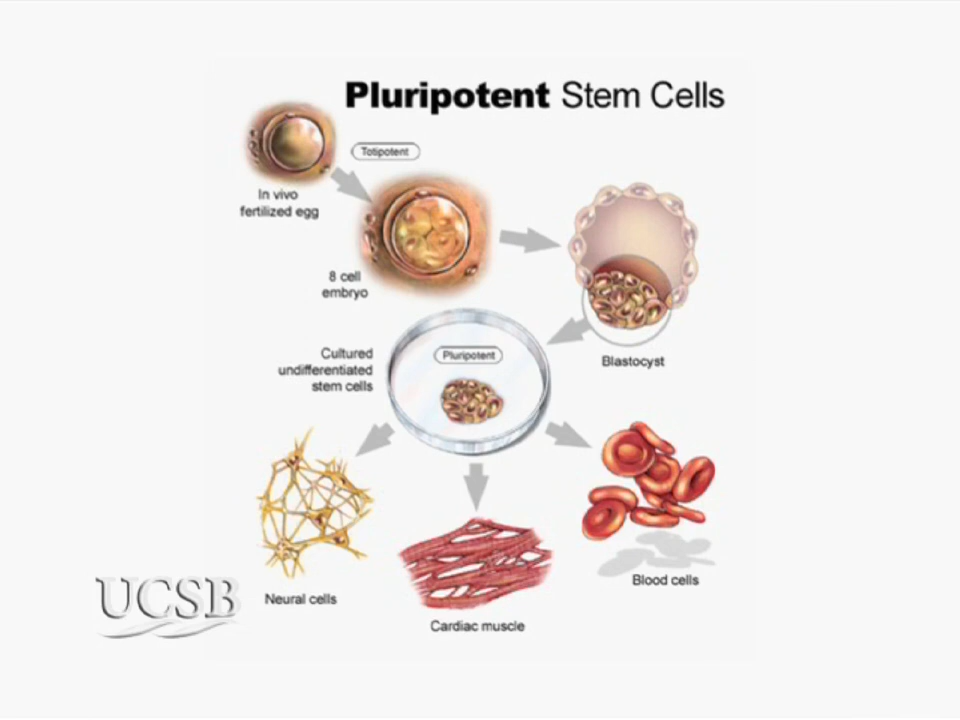 Pluripotent Stem Cells
Totipotent
In vivo
fertilized egg
8 cell
embryo
Blastocyst
Cultured
undifferentiated
stem cells
Pluripotent
Neural cells
Cardiac muscle
Blood cells
UCSB